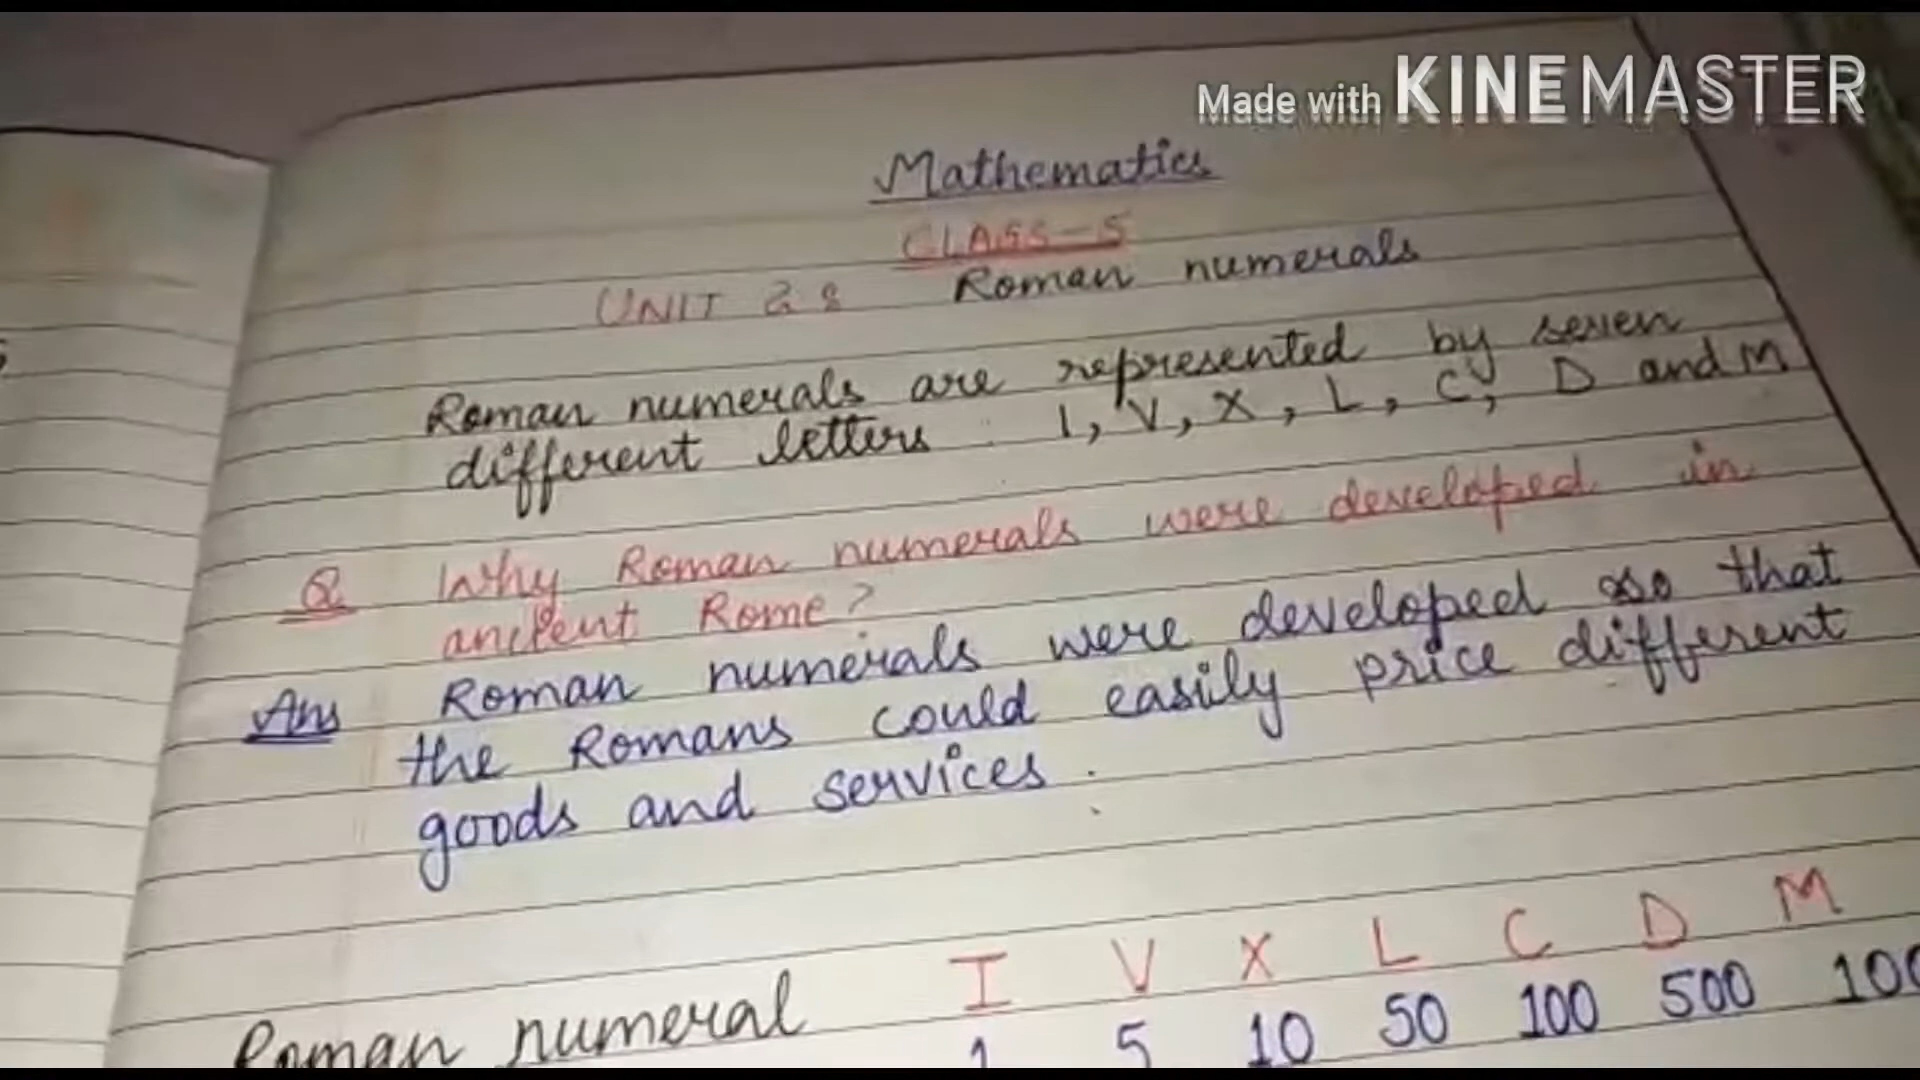 Made with KINEMASTER
Mathematics
CLASS-5
UNIT 2: Roman numerals
Roman numerals are represented by seven
different letters : I, V, X, L, C, D and M
Q Why Roman numerals were developed in
ancient Rome?
Ans Roman numerals were developed so that
the Romans could easily price different
goods and services.
I V X L C D M
Roman numeral
1 5 10 50 100 500 100